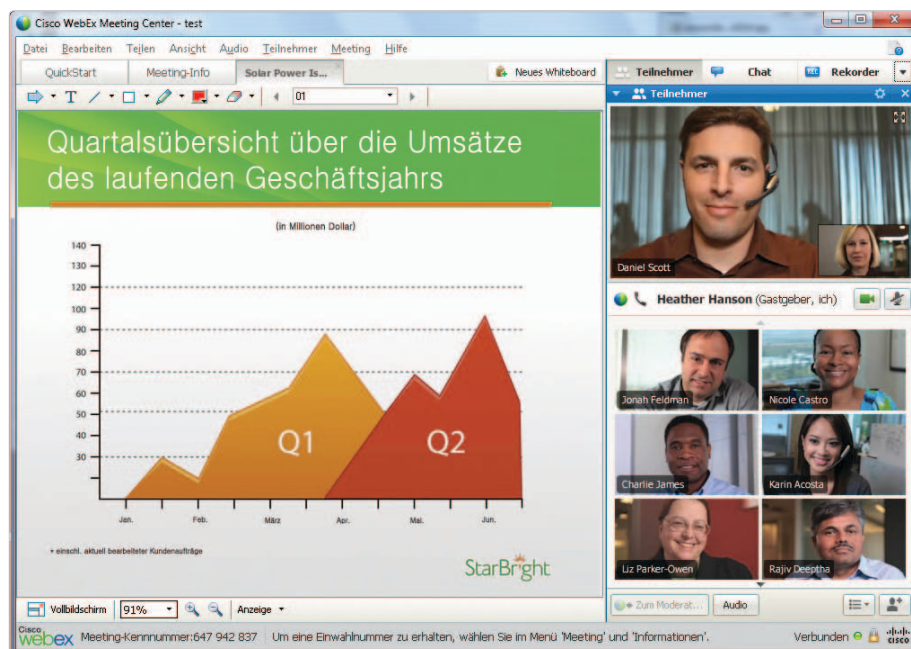 Cisco WebEx Meeting Center - test
Datei Bearbeiten Teilen Ansicht Audio Teilnehmer Meeting Hilfe
QuickStart Meeting-Info Solar Power Is... Neues Whiteboard
T 01
Quartalsübersicht über die Umsätze
des laufenden Geschäftsjahrs
(in Millionen Dollar)
140
130
120
100
90
80
70
60
50
40
30
Q1 Q2
Jan. Feb. März Apr. Mai. Jun.
* einschl. aktuell bearbeiteter Kundenaufträge
StarBright
Vollbildschirm 91% Anzeige
Teilnehmer Chat Rekorder
Teilnehmer
Daniel Scott
Heather Hanson (Gastgeber, ich)
Jonah Feldman Nicole Castro
Charlie James Karin Acosta
Liz Parker-Owen Rajiv Deeptha
Zum Moderat... Audio
Cisco
webex Meeting-Kennnummer:647 942 837 Um eine Einwahlnummer zu erhalten, wählen Sie im Menü 'Meeting' und 'Informationen'. Verbunden
CISCO